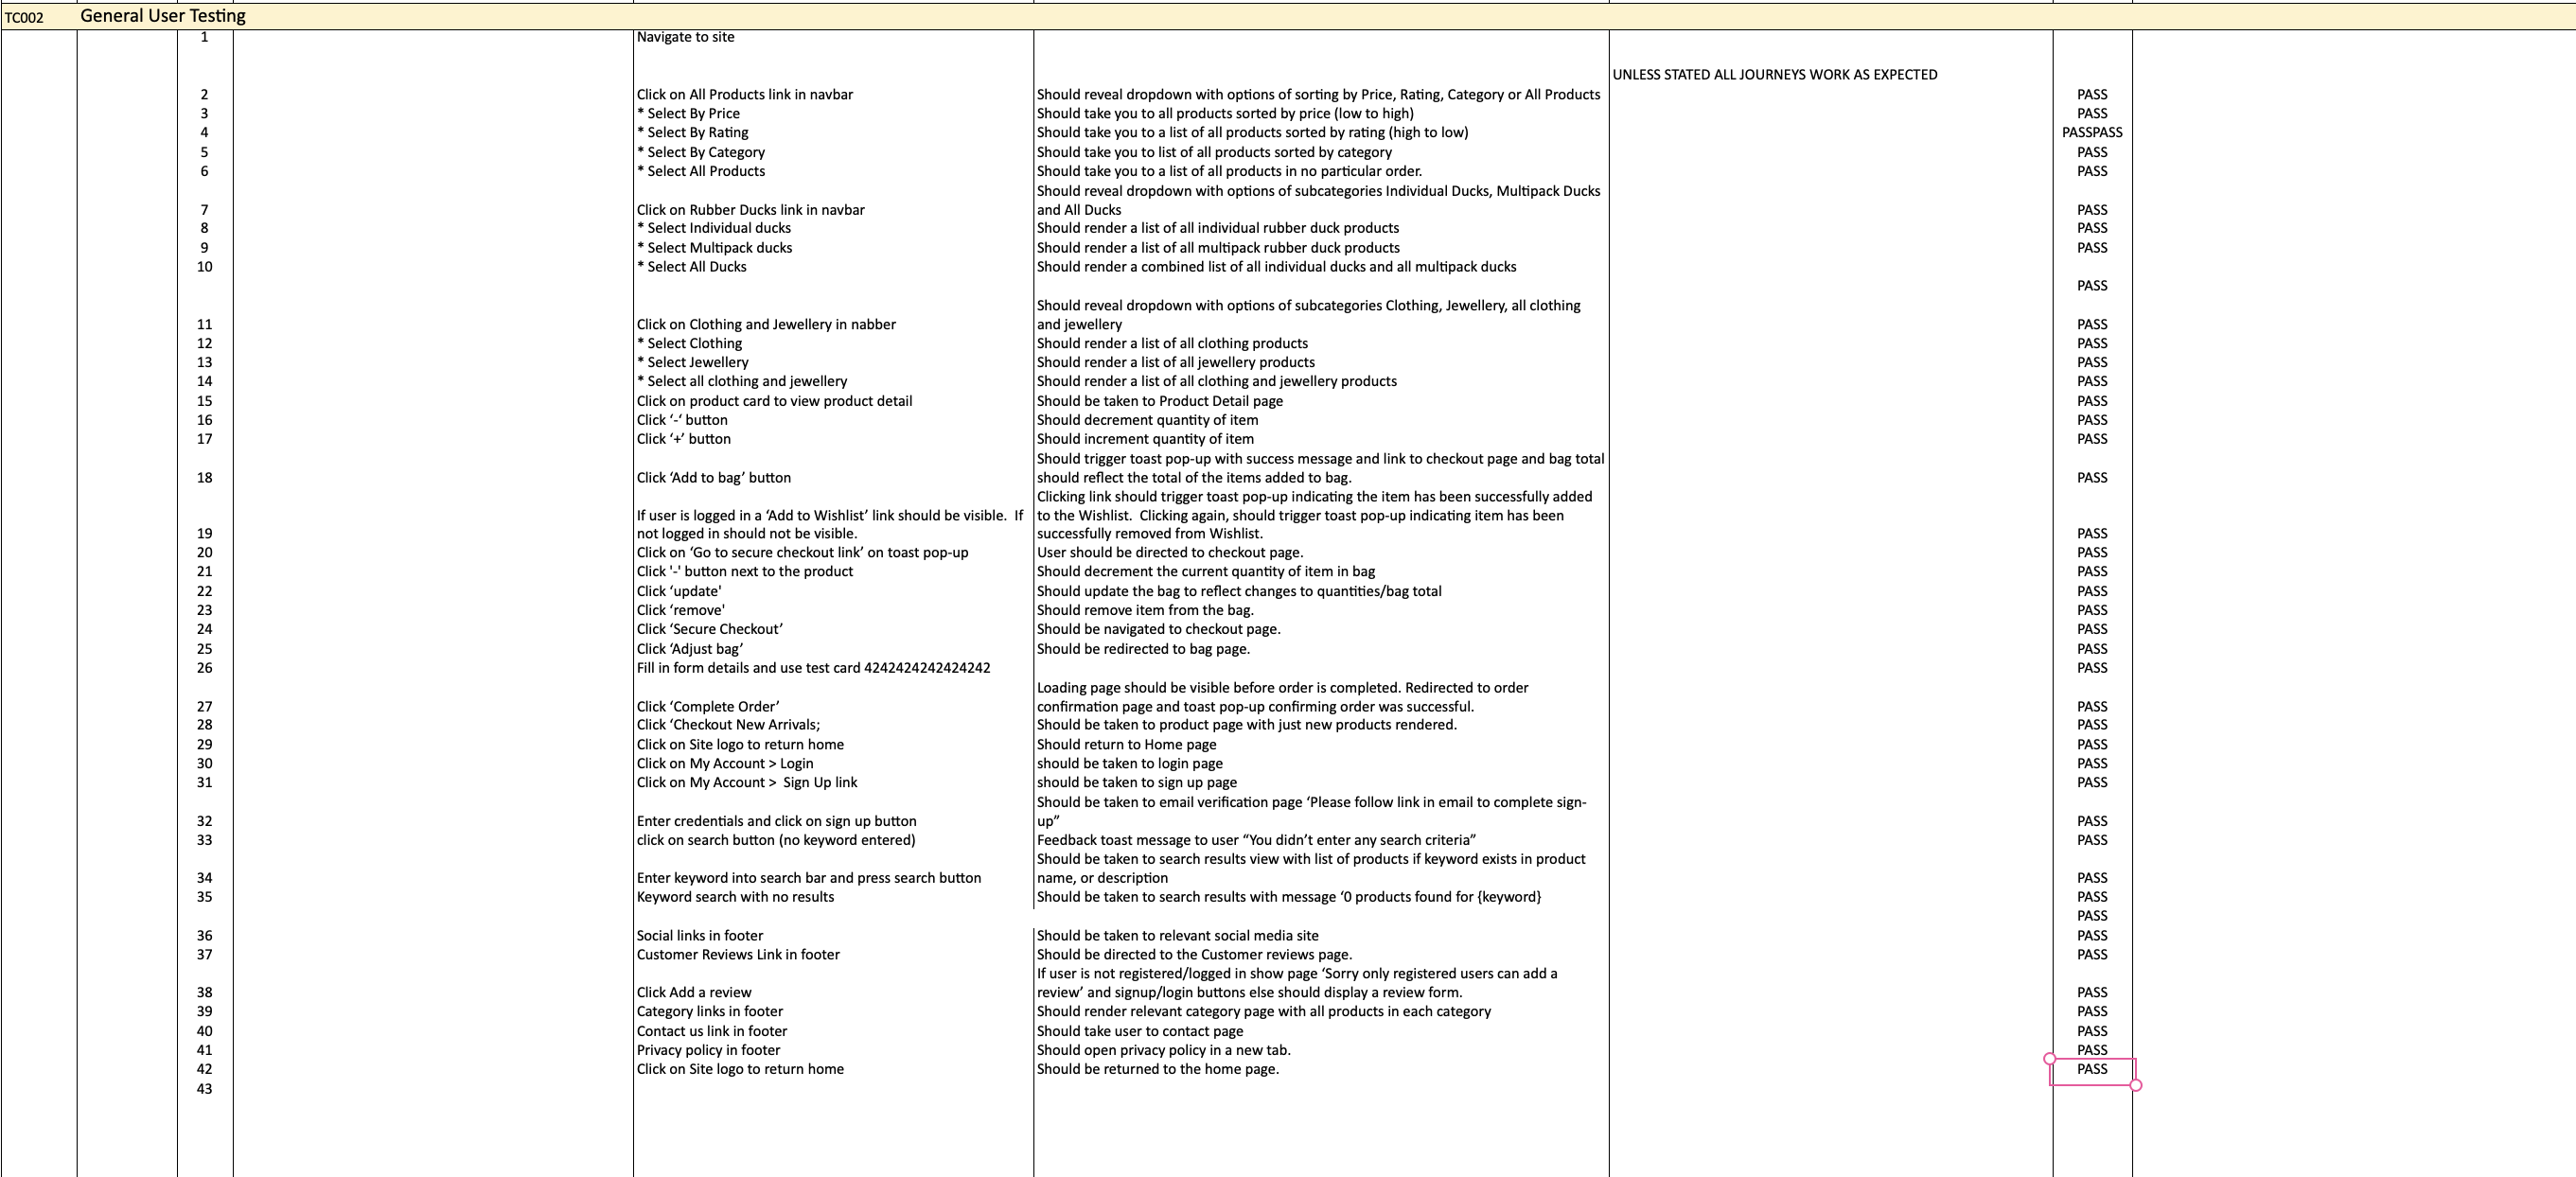 TC002 General User Testing
1 Navigate to site
UNLESS STATED ALL JOURNEYS WORK AS EXPECTED
2 Click on All Products link in navbar Should reveal dropdown with options of sorting by Price, Rating, Category or All Products PASS
3 * Select By Price Should take you to all products sorted by price (low to high) PASS
4 * Select By Rating Should take you to a list of all products sorted by rating (high to low) PASSPASS
5 * Select By Category Should take you to list of all products sorted by category PASS
6 * Select All Products Should take you to a list of all products in no particular order. PASS
Should reveal dropdown with options of subcategories Individual Ducks, Multipack Ducks
7 Click on Rubber Ducks link in navbar and All Ducks PASS
8 * Select Individual ducks Should render a list of all individual rubber duck products PASS
9 * Select Multipack ducks Should render a list of all multipack rubber duck products PASS
10 * Select All Ducks Should render a combined list of all individual ducks and all multipack ducks
PASS
Should reveal dropdown with options of subcategories Clothing, Jewellery, all clothing
11 Click on Clothing and Jewellery in nabber and jewellery PASS
12 * Select Clothing Should render a list of all clothing products PASS
13 * Select Jewellery Should render a list of all jewellery products PASS
14 * Select all clothing and jewellery Should render a list of all clothing and jewellery products PASS
15 Click on product card to view product detail Should be taken to Product Detail page PASS
16 Click ‘-‘ button Should decrement quantity of item PASS
17 Click ‘+’ button Should increment quantity of item PASS
Should trigger toast pop-up with success message and link to checkout page and bag total
18 Click ‘Add to bag’ button should reflect the total of the items added to bag. PASS
Clicking link should trigger toast pop-up indicating the item has been successfully added
If user is logged in a ‘Add to Wishlist’ link should be visible. If to the Wishlist. Clicking again, should trigger toast pop-up indicating item has been
19 not logged in should not be visible. successfully removed from Wishlist. PASS
20 Click on ‘Go to secure checkout link’ on toast pop-up User should be directed to checkout page. PASS
21 Click '-' button next to the product Should decrement the current quantity of item in bag PASS
22 Click ‘update' Should update the bag to reflect changes to quantities/bag total PASS
23 Click ‘remove' Should remove item from the bag. PASS
24 Click ‘Secure Checkout’ Should be navigated to checkout page. PASS
25 Click ‘Adjust bag’ Should be redirected to bag page. PASS
26 Fill in form details and use test card 4242424242424242 PASS
Loading page should be visible before order is completed. Redirected to order
27 Click ‘Complete Order’ confirmation page and toast pop-up confirming order was successful. PASS
28 Click ‘Checkout New Arrivals; Should be taken to product page with just new products rendered. PASS
29 Click on Site logo to return home Should return to Home page PASS
30 Click on My Account > Login should be taken to login page PASS
31 Click on My Account > Sign Up link should be taken to sign up page PASS
Should be taken to email verification page ‘Please follow link in email to complete sign-
32 Enter credentials and click on sign up button up” PASS
33 click on search button (no keyword entered) Feedback toast message to user “You didn’t enter any search criteria” PASS
Should be taken to search results view with list of products if keyword exists in product
34 Enter keyword into search bar and press search button name, or description PASS
35 Keyword search with no results Should be taken to search results with message ‘0 products found for {keyword} PASS
PASS
36 Social links in footer Should be taken to relevant social media site PASS
37 Customer Reviews Link in footer Should be directed to the Customer reviews page. PASS
If user is not registered/logged in show page ‘Sorry only registered users can add a
38 Click Add a review review’ and signup/login buttons else should display a review form. PASS
39 Category links in footer Should render relevant category page with all products in each category PASS
40 Contact us link in footer Should take user to contact page PASS
41 Privacy policy in footer Should open privacy policy in a new tab. PASS
42 Click on Site logo to return home Should be returned to the home page. PASS
43